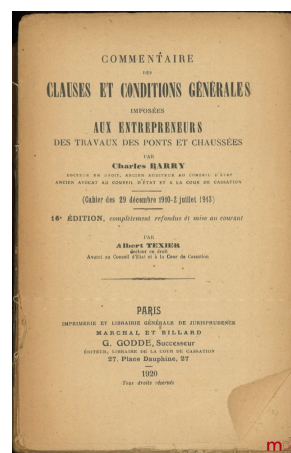 COMMENTAIRE
DES
CLAUSES ET CONDITIONS GÉNÉRALES
IMPOSÉES
AUX ENTREPRENEURS
DES TRAVAUX DES PONTS ET CHAUSSÉES
PAR
Charles BARRY
DOCTEUR EN DROIT, ANCIEN AUDITEUR AU CONSEIL D'ÉTAT
ANCIEN AVOCAT AU CONSEIL D'ÉTAT ET A LA COUR DE CASSATION
(Cahier des 29 décembre 1910-2 juillet 1913)
16e ÉDITION, complètement refondue et mise au courant
PAR
Albert TEXIER
docteur en droit
Avocat au Conseil d'État et à la Cour de Cassation
PARIS
IMPRIMERIE ET LIBRAIRIE GÉNÉRALE DE JURISPRUDENCE
MARCHAL ET BILLARD
G. GODDE, Successeur
ÉDITEUR, LIBRAIRE DE LA COUR DE CASSATION
27, Place Dauphine, 27
1920
Tous droits réservés
m